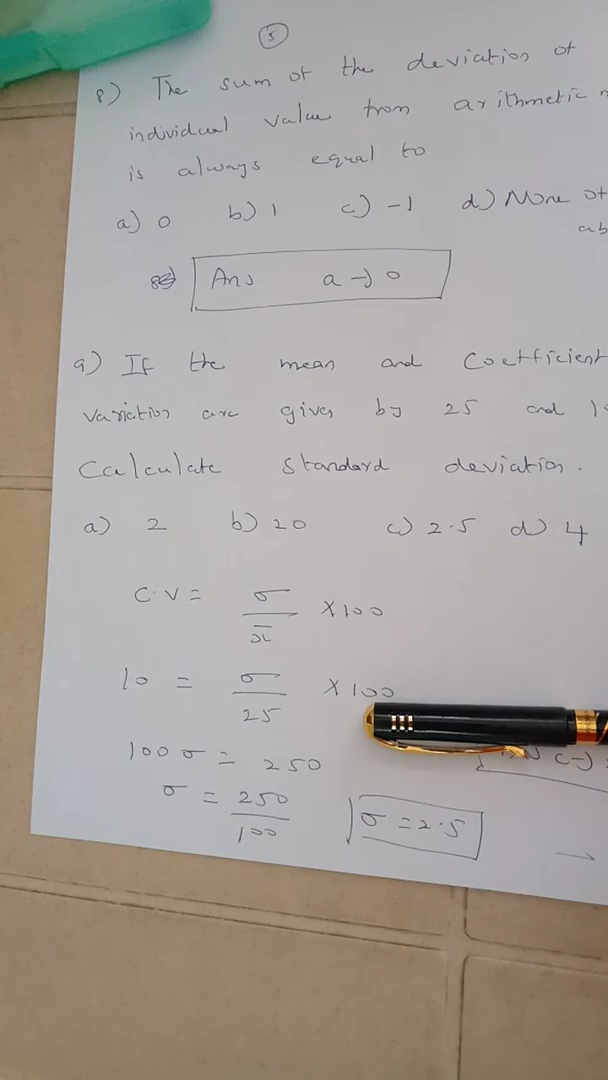 5
8) The sum of the deviation of
individual value from arithmetic
is always equal to
a) 0 b) 1 c) -1 d) None of
Ans a → 0
9) If the mean and Coefficient
Variation are given by 25 and
Calculate standard deviation.
a) 2 b) 20 c) 2.5 d) 4
C.V = σ/x̄ ×100
10 = σ/25 ×100
100 σ = 250
σ = 250/100
σ = 2.5
c →
→